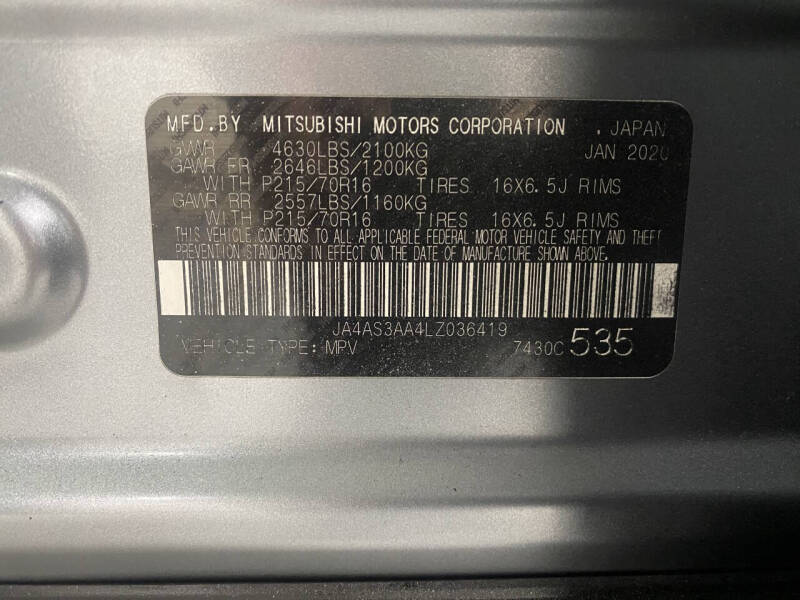 MFD.BY MITSUBISHI MOTORS CORPORATION . JAPAN
GVWR 4630LBS/2100KG JAN 2020
GAWR FR 2646LBS/1200KG
WITH P215/70R16 TIRES 16X6.5J RIMS
GAWR RR 2557LBS/1160KG
WITH P215/70R16 TIRES 16X6.5J RIMS
THIS VEHICLE CONFORMS TO ALL APPLICABLE FEDERAL MOTOR VEHICLE SAFETY AND THEFT
PREVENTION STANDARDS IN EFFECT ON THE DATE OF MANUFACTURE SHOWN ABOVE.
JA4AS3AA4LZ036419
VEHICLE TYPE: MPV 7430C 535